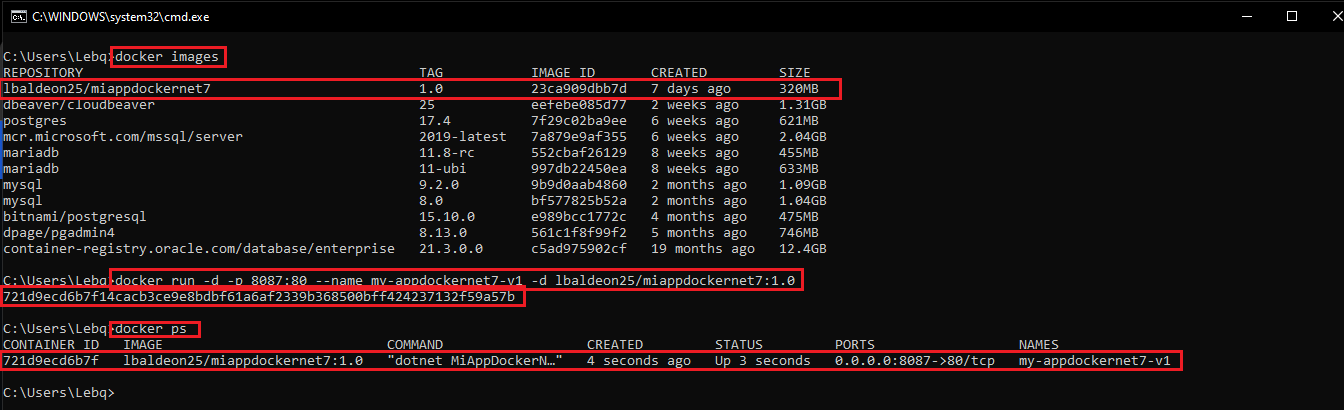 C:\WINDOWS\system32\cmd.exe
C:\Users\Lebq>docker images
REPOSITORY TAG IMAGE ID CREATED SIZE
lbaldeon25/miappdockernet7 1.0 23ca909dbb7d 7 days ago 320MB
dbeaver/cloudbeaver 25 eefebe085d77 2 weeks ago 1.31GB
postgres 17.4 7f29c02ba9ee 6 weeks ago 621MB
mcr.microsoft.com/mssql/server 2019-latest 7a879e9af355 6 weeks ago 2.04GB
mariadb 11.8-rc 552cbaf26129 8 weeks ago 455MB
mariadb 11-ubi 997db22450ea 8 weeks ago 633MB
mysql 9.2.0 9b9d0aab4860 2 months ago 1.09GB
mysql 8.0 bf577825b52a 2 months ago 1.04GB
bitnami/postgresql 15.10.0 e989bcc1772c 4 months ago 475MB
dpage/pgadmin4 8.13.0 561c1f8f99f2 5 months ago 746MB
container-registry.oracle.com/database/enterprise 21.3.0.0 c5ad975902cf 19 months ago 12.4GB
C:\Users\Lebq>docker run -d -p 8087:80 --name my-appdockernet7-v1 -d lbaldeon25/miappdockernet7:1.0
721d9ecd6b7f14cacb3ce9e8bdbf61a6af2339b368500bff424237132f59a57b
C:\Users\Lebq>docker ps
CONTAINER ID IMAGE COMMAND CREATED STATUS PORTS NAMES
721d9ecd6b7f lbaldeon25/miappdockernet7:1.0 "dotnet MiAppDockerN…" 4 seconds ago Up 3 seconds 0.0.0.0:8087->80/tcp my-appdockernet7-v1
C:\Users\Lebq>